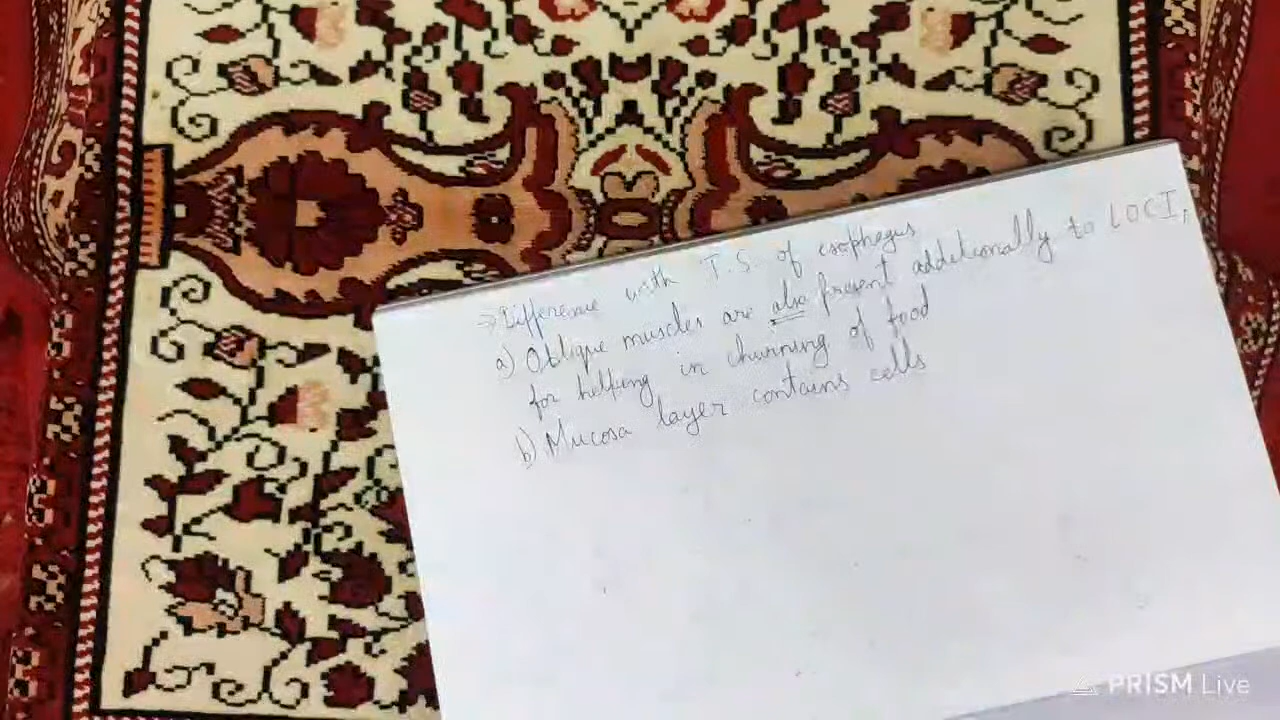 → Difference with T.S. of esophagus
a) Oblique muscles are also present additionally to LOCI,
for helping in churning of food
b) Mucosa layer contains cells
PRISM Live